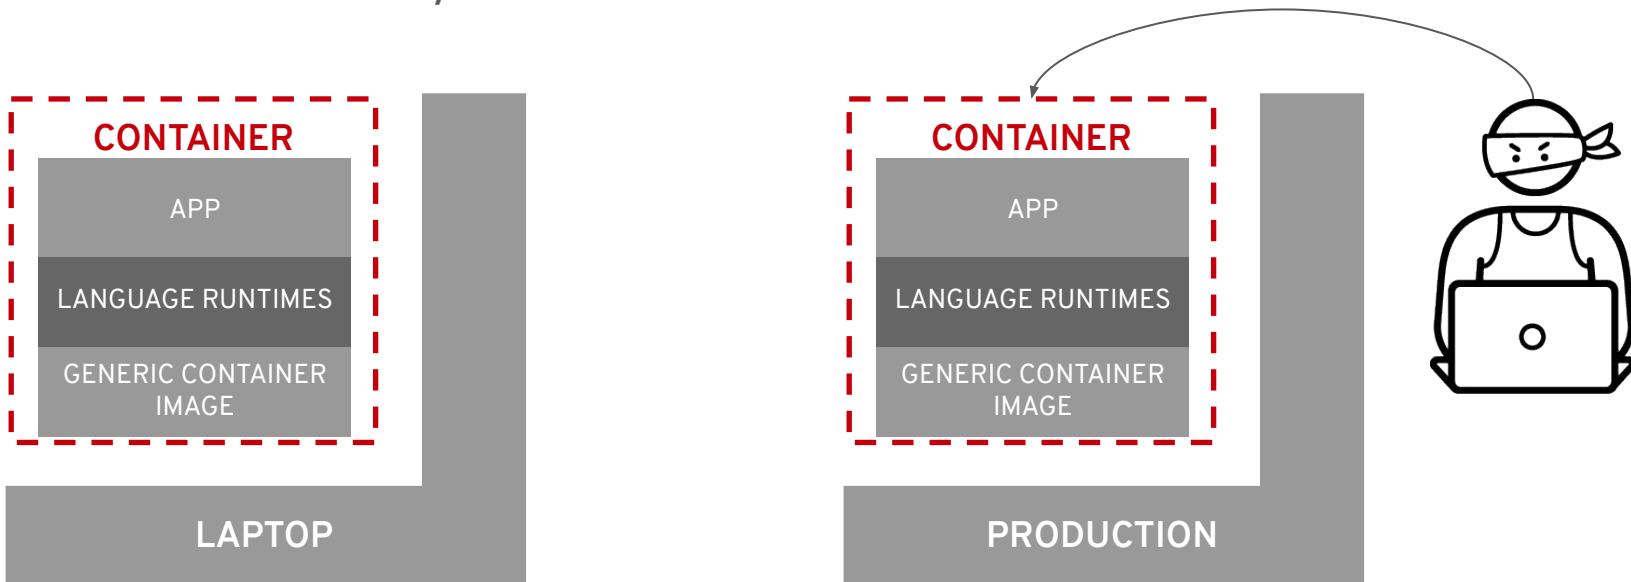 CONTAINER
APP
LANGUAGE RUNTIMES
GENERIC CONTAINER
IMAGE
LAPTOP
CONTAINER
APP
LANGUAGE RUNTIMES
GENERIC CONTAINER
IMAGE
PRODUCTION